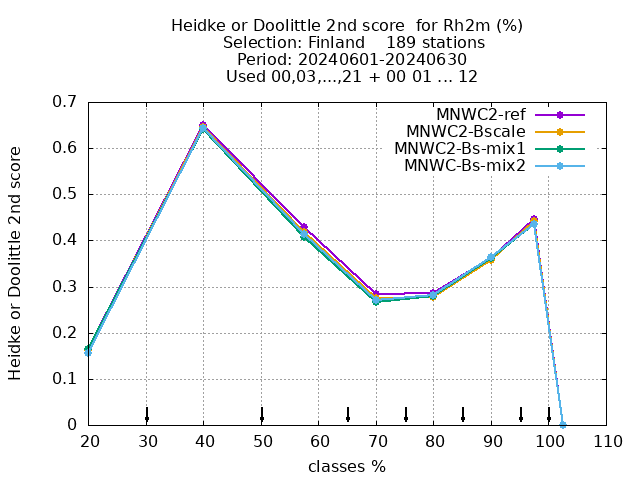 Heidke or Doolittle 2nd score  for Rh2m (%)
Selection: Finland    189 stations
Period: 20240601-20240630
Used 00,03,...,21 + 00 01 ... 12
MNWC2-ref
MNWC2-Bscale
MNWC2-Bs-mix1
MNWC-Bs-mix2
Heidke or Doolittle 2nd score
0.7
0.6
0.5
0.4
0.3
0.2
0.1
0
20 30 40 50 60 70 80 90 100 110
classes %